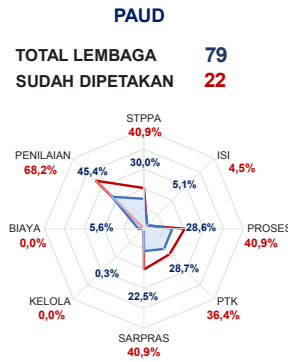 PAUD
TOTAL LEMBAGA 79
SUDAH DIPETAKAN 22
STPPA
40,9%
PENILAIAN
68,2%
ISI
4,5%
45,4%
30,0%
5,1%
BIAYA
0,0%
5,6%
28,6%
PROSES
40,9%
0,3%
28,7%
KELOLA
0,0%
22,5%
PTK
36,4%
SARPRAS
40,9%